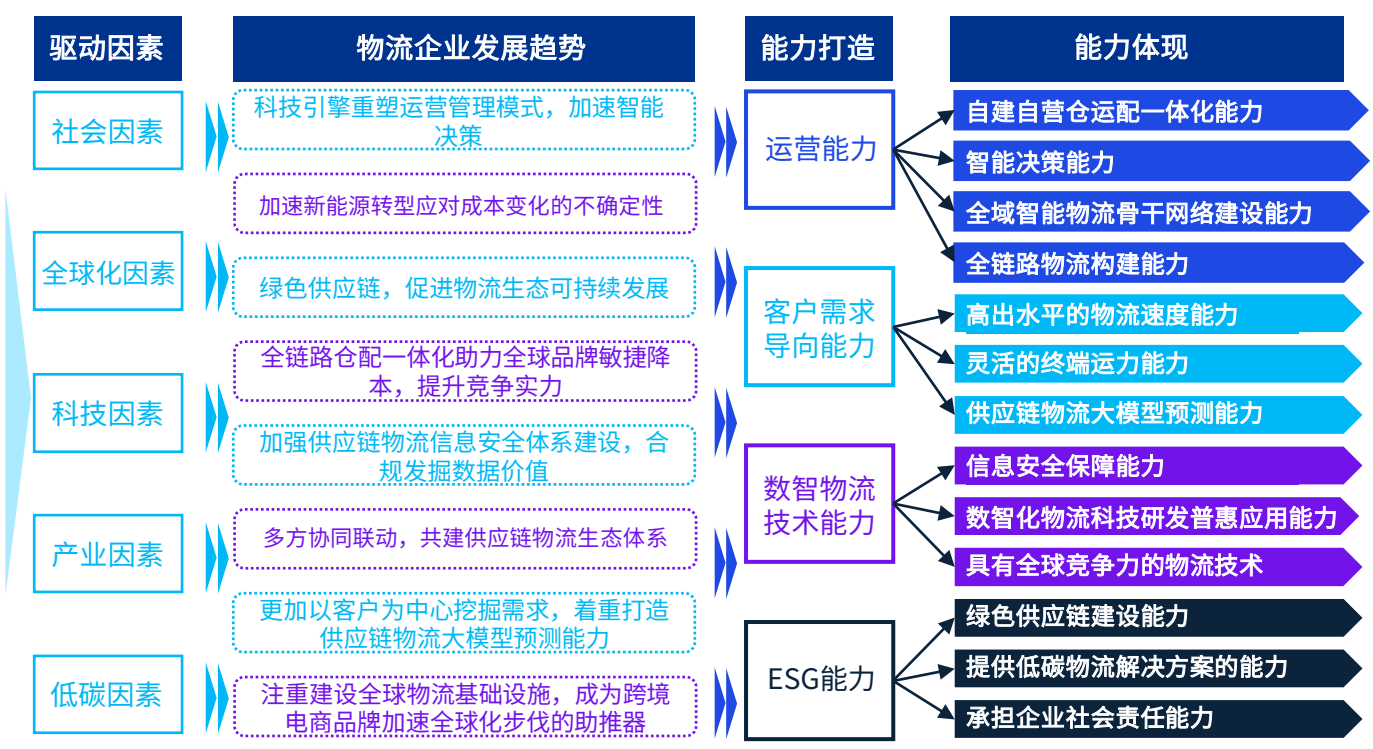 驱动因素
物流企业发展趋势
能力打造
能力体现
社会因素
全球化因素
科技因素
产业因素
低碳因素
科技引擎重塑运营管理模式，加速智能
决策
加速新能源转型应对成本变化的不确定性
绿色供应链，促进物流生态可持续发展
全链路仓配一体化助力全球品牌敏捷降
本，提升竞争实力
加强供应链物流信息安全体系建设，合
规发掘数据价值
多方协同联动，共建供应链物流生态体系
更加以客户为中心挖掘需求，着重打造
供应链物流大模型预测能力
注重建设全球物流基础设施，成为跨境
电商品牌加速全球化步伐的助推器
运营能力
客户需求
导向能力
数智物流
技术能力
ESG能力
自建自营仓运配一体化能力
智能决策能力
全域智能物流骨干网络建设能力
全链路物流构建能力
高出水平的物流速度能力
灵活的终端运力能力
供应链物流大模型预测能力
信息安全保障能力
数智化物流科技研发普惠应用能力
具有全球竞争力的物流技术
绿色供应链建设能力
提供低碳物流解决方案的能力
承担企业社会责任能力